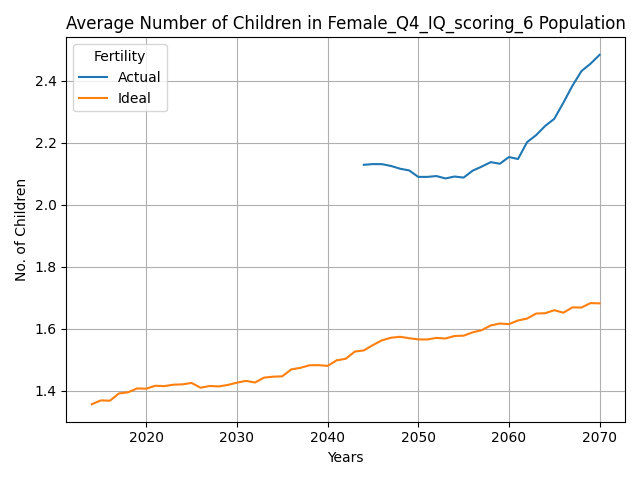 Average Number of Children in Female_Q4_IQ_scoring_6 Population
Fertility
Actual
Ideal
No. of Children
2.4
2.2
2.0
1.8
1.6
1.4
2020 2030 2040 2050 2060 2070
Years